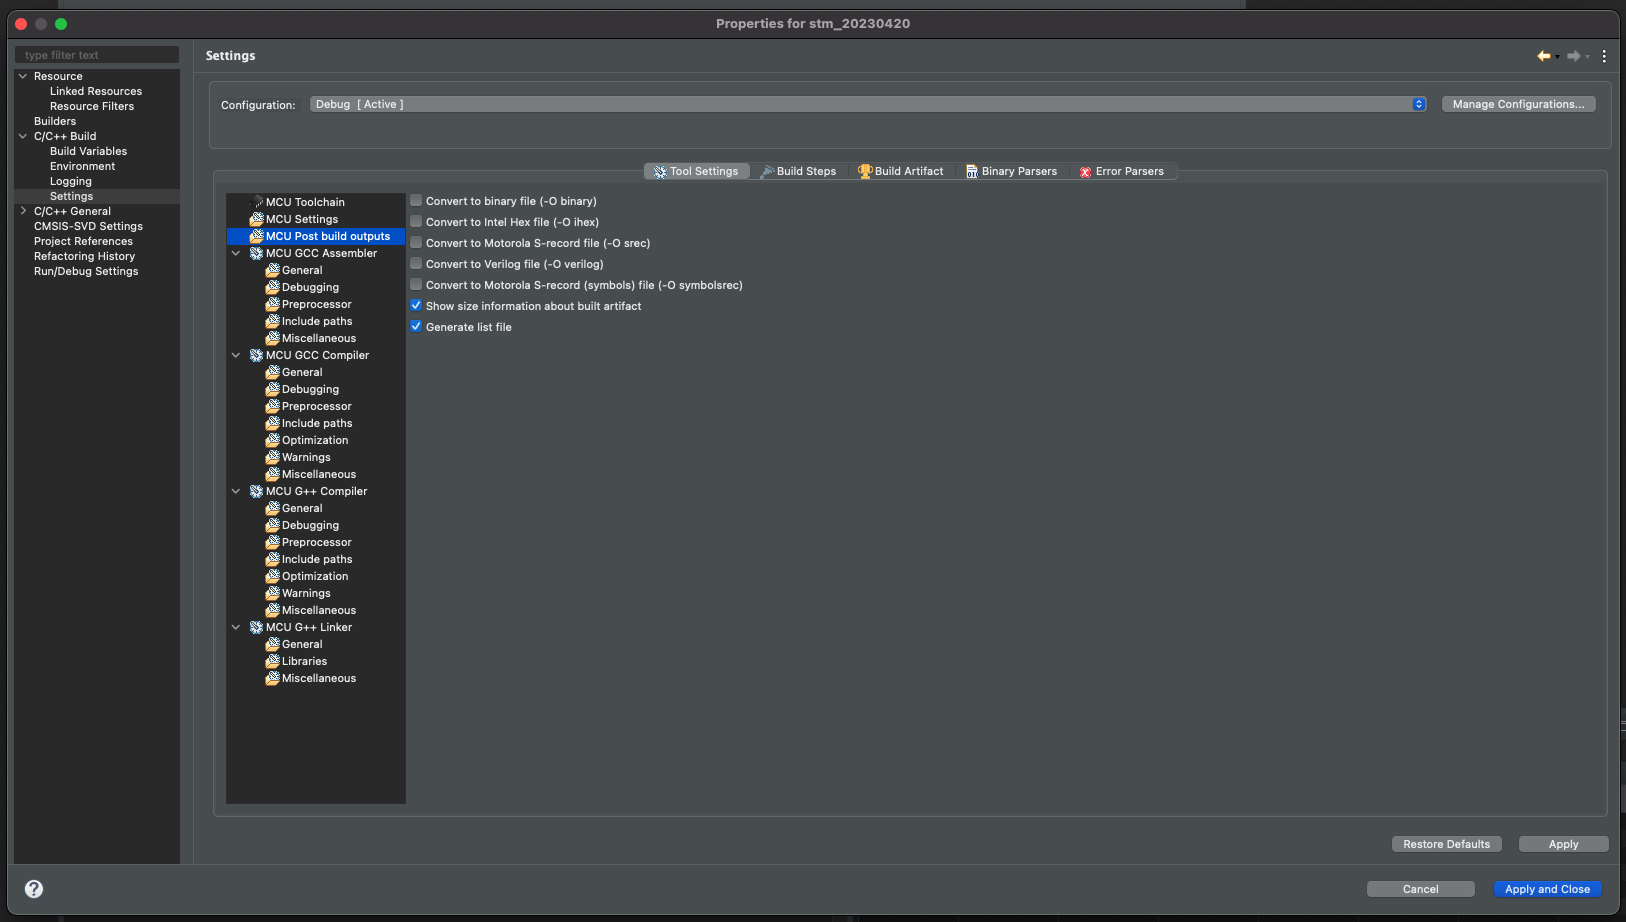 Properties for stm_20230420
type filter text
Resource
Linked Resources
Resource Filters
Builders
C/C++ Build
Build Variables
Environment
Logging
Settings
C/C++ General
CMSIS-SVD Settings
Project References
Refactoring History
Run/Debug Settings
Settings
Configuration:
Debug [ Active ]
Manage Configurations...
Tool Settings
Build Steps
Build Artifact
Binary Parsers
Error Parsers
MCU Toolchain
MCU Settings
MCU Post build outputs
MCU GCC Assembler
General
Debugging
Preprocessor
Include paths
Miscellaneous
MCU GCC Compiler
General
Debugging
Preprocessor
Include paths
Optimization
Warnings
Miscellaneous
MCU G++ Compiler
General
Debugging
Preprocessor
Include paths
Optimization
Warnings
Miscellaneous
MCU G++ Linker
General
Libraries
Miscellaneous
Convert to binary file (-O binary)
Convert to Intel Hex file (-O ihex)
Convert to Motorola S-record file (-O srec)
Convert to Verilog file (-O verilog)
Convert to Motorola S-record (symbols) file (-O symbolsrec)
Show size information about built artifact
Generate list file
Restore Defaults
Apply
?
Cancel
Apply and Close